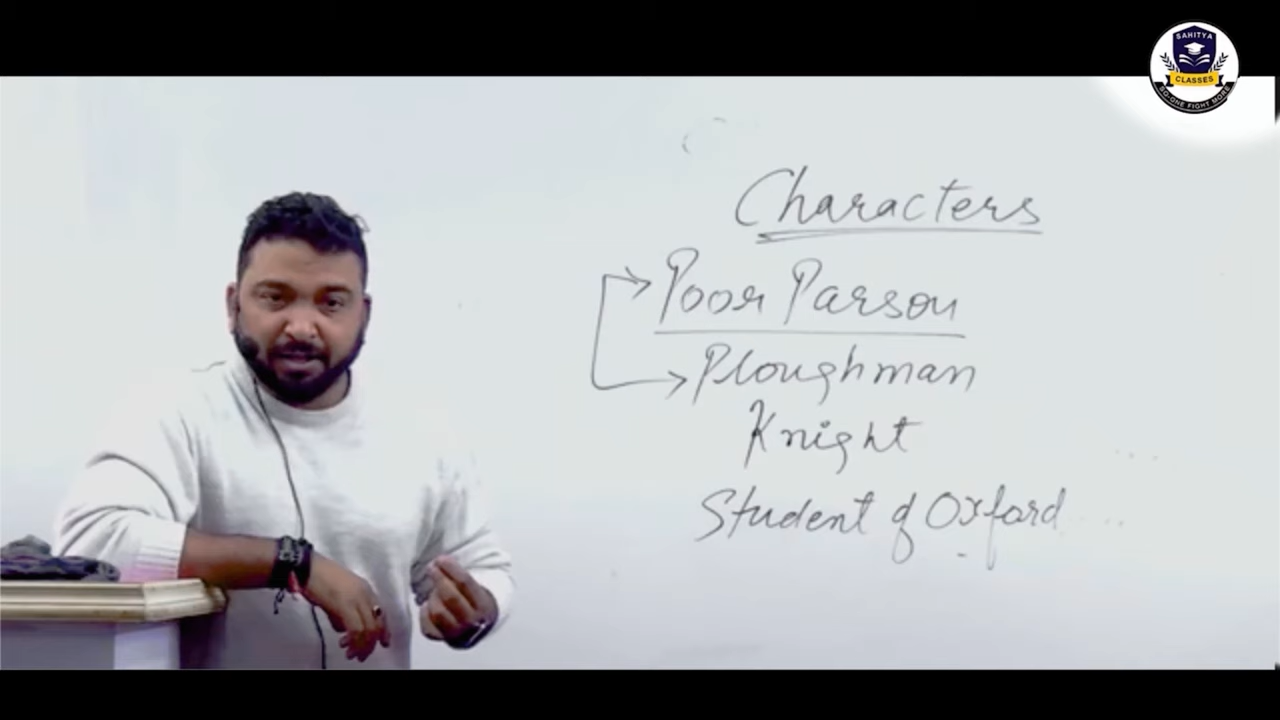 SAHITYA
CLASSES
Characters
Poor Parson
Ploughman
Knight
Student of Oxford